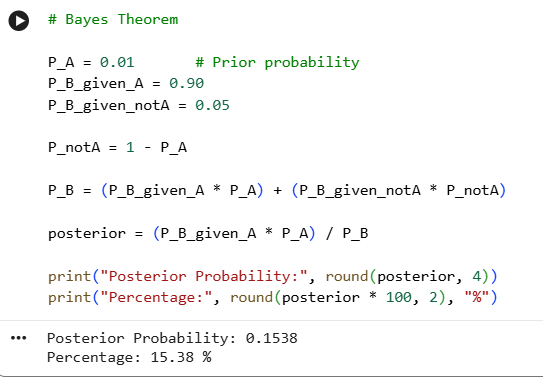 # Bayes Theorem
P_A = 0.01       # Prior probability
P_B_given_A = 0.90
P_B_given_notA = 0.05
P_notA = 1 - P_A
P_B = (P_B_given_A * P_A) + (P_B_given_notA * P_notA)
posterior = (P_B_given_A * P_A) / P_B
print("Posterior Probability:", round(posterior, 4))
print("Percentage:", round(posterior * 100, 2), "%")
Posterior Probability: 0.1538
Percentage: 15.38 %